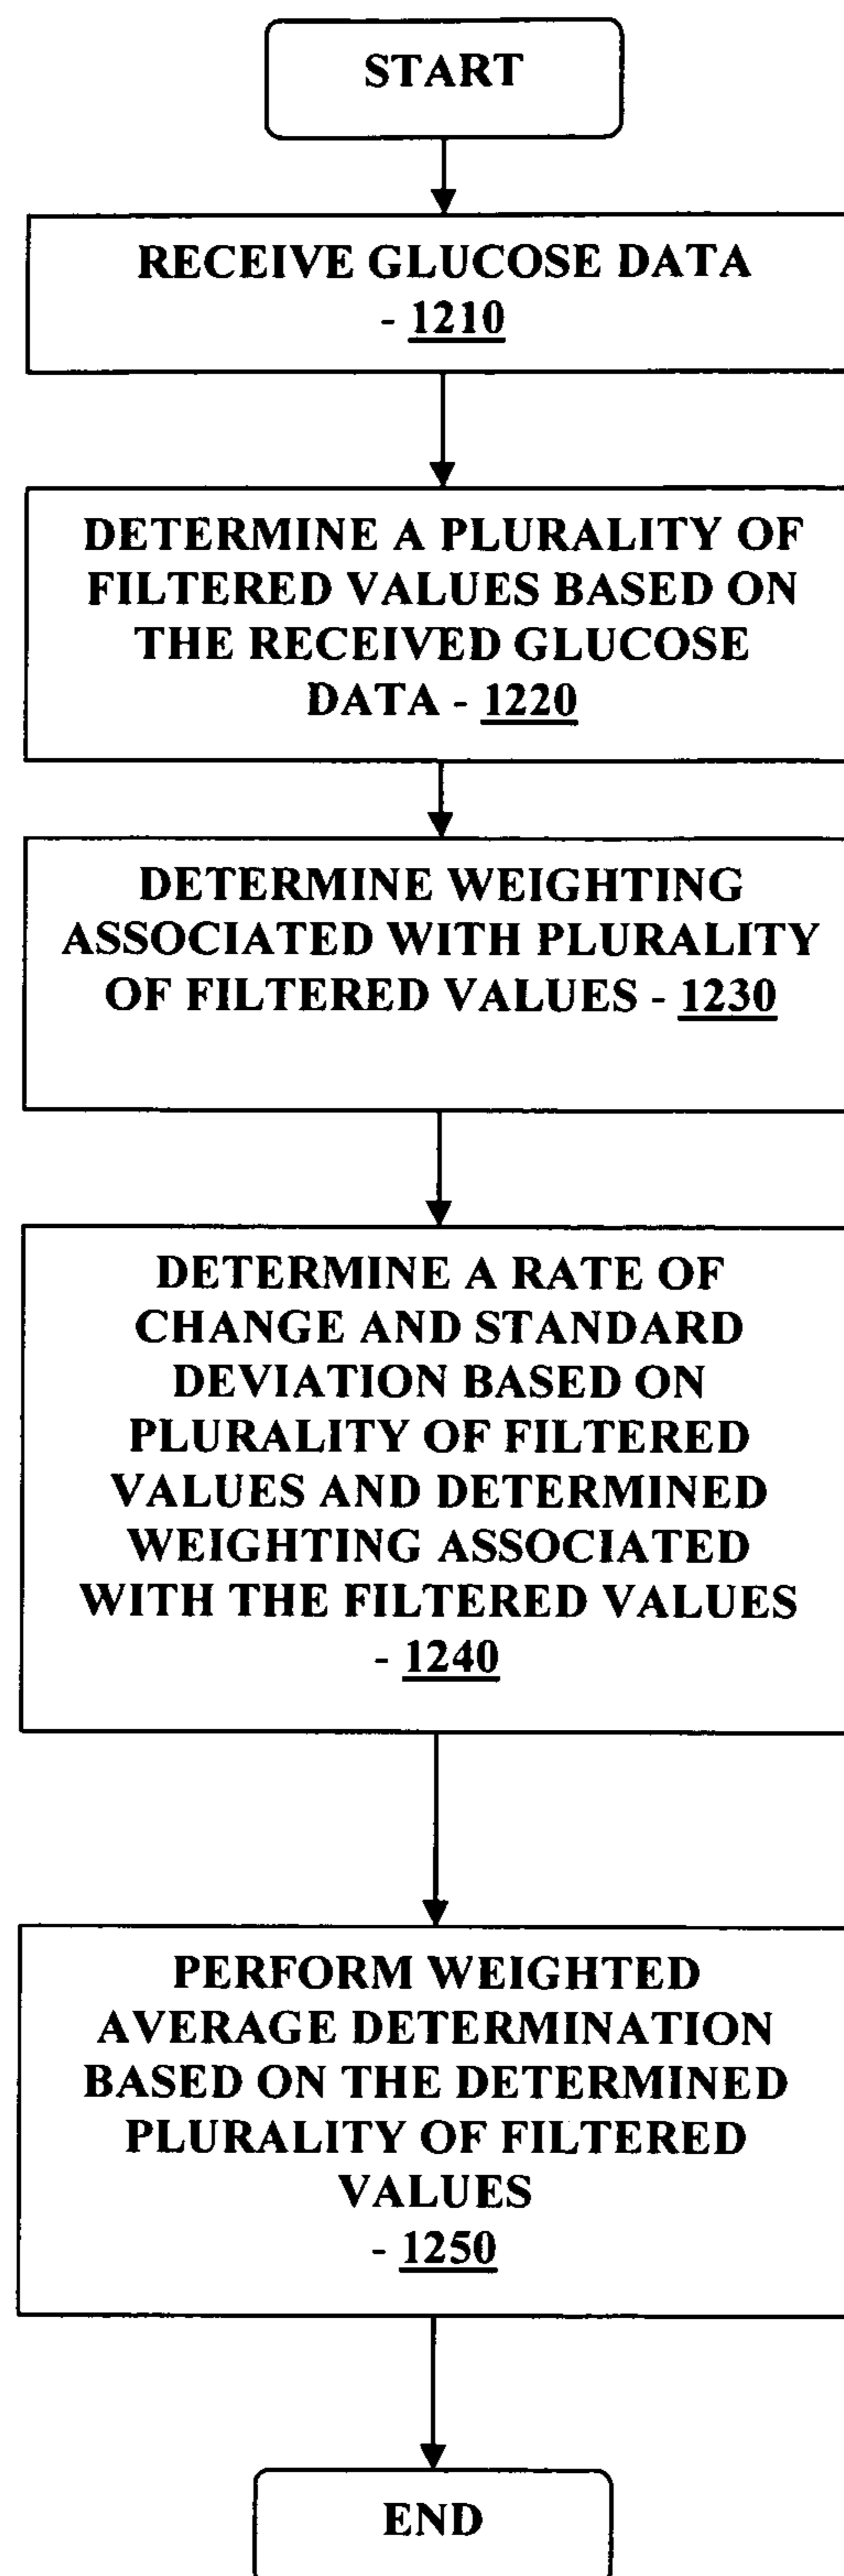 START
RECEIVE GLUCOSE DATA
- 1210
DETERMINE A PLURALITY OF
FILTERED VALUES BASED ON
THE RECEIVED GLUCOSE
DATA - 1220
DETERMINE WEIGHTING
ASSOCIATED WITH PLURALITY
OF FILTERED VALUES - 1230
DETERMINE A RATE OF
CHANGE AND STANDARD
DEVIATION BASED ON
PLURALITY OF FILTERED
VALUES AND DETERMINED
WEIGHTING ASSOCIATED
WITH THE FILTERED VALUES
- 1240
PERFORM WEIGHTED
AVERAGE DETERMINATION
BASED ON THE DETERMINED
PLURALITY OF FILTERED
VALUES
- 1250
END